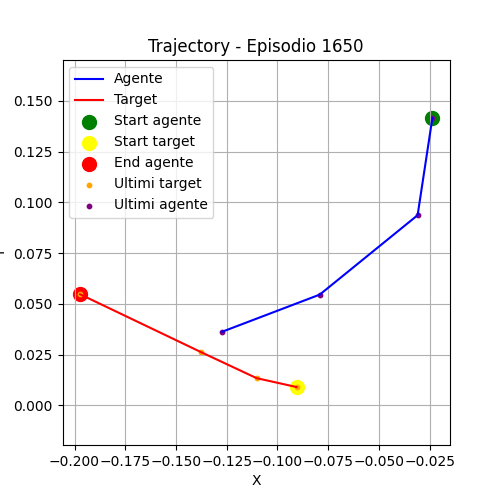 Trajectory - Episodio 1650
Agente
Target
Start agente
Start target
End agente
Ultimi target
Ultimi agente
0.150
0.125
0.100
0.075
0.050
0.025
0.000
−0.200 −0.175 −0.150 −0.125 −0.100 −0.075 −0.050 −0.025
X